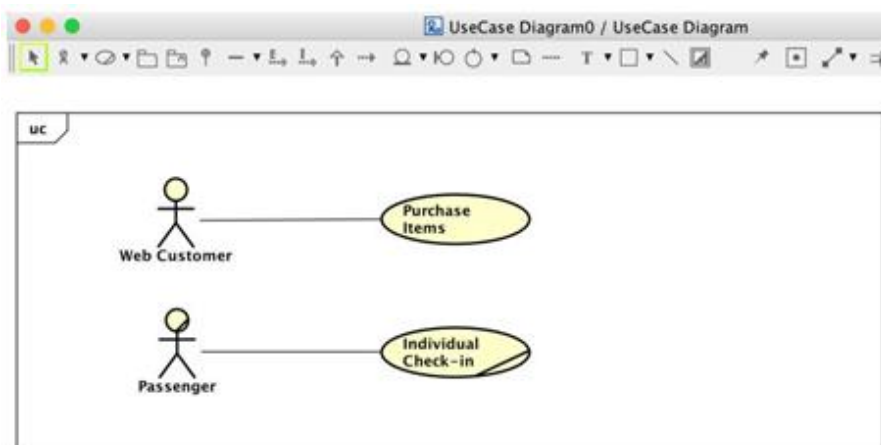 UseCase Diagram0 / UseCase Diagram
T
uc
Purchase
Items
Web Customer
Individual
Check-in
Passenger